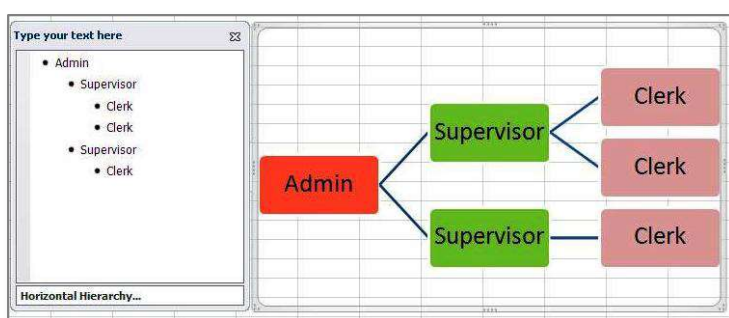 Type your text here
Admin
Supervisor
Clerk
Clerk
Supervisor
Clerk
Horizontal Hierarchy...
Admin
Supervisor
Supervisor
Clerk
Clerk
Clerk